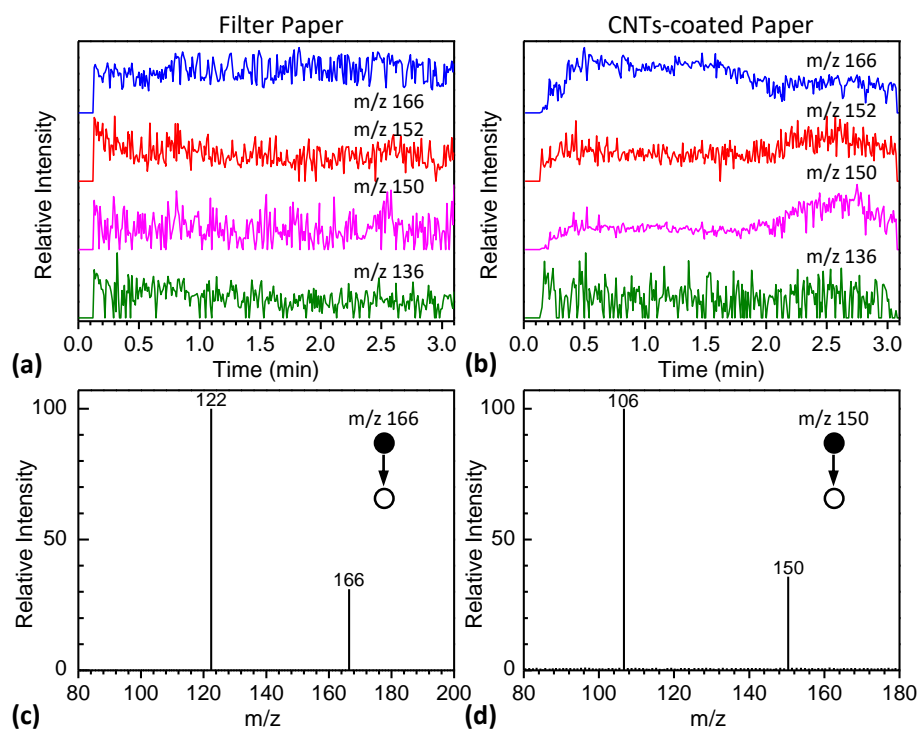 Filter Paper
CNTs-coated Paper
Relative Intensity
m/z 166
m/z 152
m/z 150
m/z 136
0.0 0.5 1.0 1.5 2.0 2.5 3.0
(a)
Time (min)
Relative Intensity
m/z 166
m/z 152
m/z 150
m/z 136
0.0 0.5 1.0 1.5 2.0 2.5 3.0
(b)
Time (min)
Relative Intensity
100
50
0
122
166
m/z 166
80 100 120 140 160 180 200
(c)
m/z
Relative Intensity
100
50
0
106
150
m/z 150
80 100 120 140 160 180
(d)
m/z